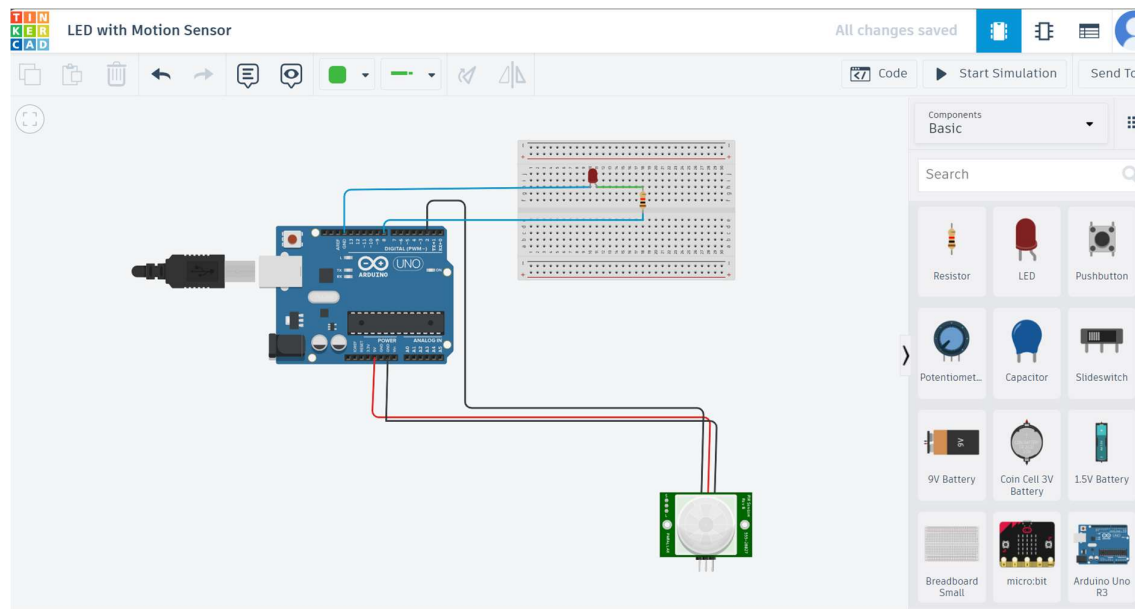 TIN
KER
CAD
LED with Motion Sensor
All changes saved
Code
Start Simulation
Send To
Components
Basic
Search
Resistor
LED
Pushbutton
Potentiomet...
Capacitor
Slideswitch
9V
9V Battery
Coin Cell 3V
Battery
1.5V Battery
Breadboard
Small
micro:bit
Arduino Uno
R3
DIGITAL (PWM~)
UNO
ARDUINO
ON
POWER
ANALOG IN